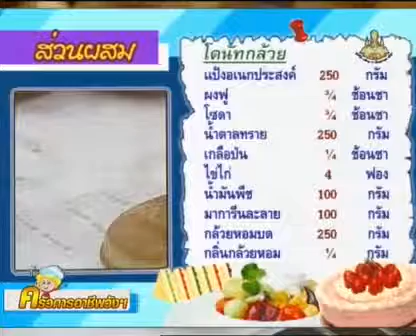 ส่วนผสม
โดนัทกล้วย
แป้งอเนกประสงค์ 250 กรัม
ผงฟู ¾ ช้อนชา
โซดา ¾ ช้อนชา
น้ำตาลทราย 250 กรัม
เกลือป่น ¼ ช้อนชา
ไข่ไก่ 4 ฟอง
น้ำมันพืช 100 กรัม
มาการีนละลาย 100 กรัม
กล้วยหอมบด 250 กรัม
กลิ่นกล้วยหอม ¼ กรัม
ครัวการอาชีพวังฯ